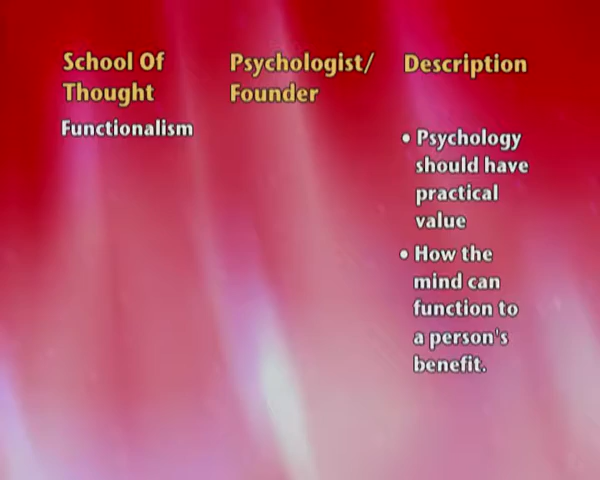 School Of
Thought
Psychologist/
Founder
Description
Functionalism
• Psychology
should have
practical
value
• How the
mind can
function to
a person's
benefit.